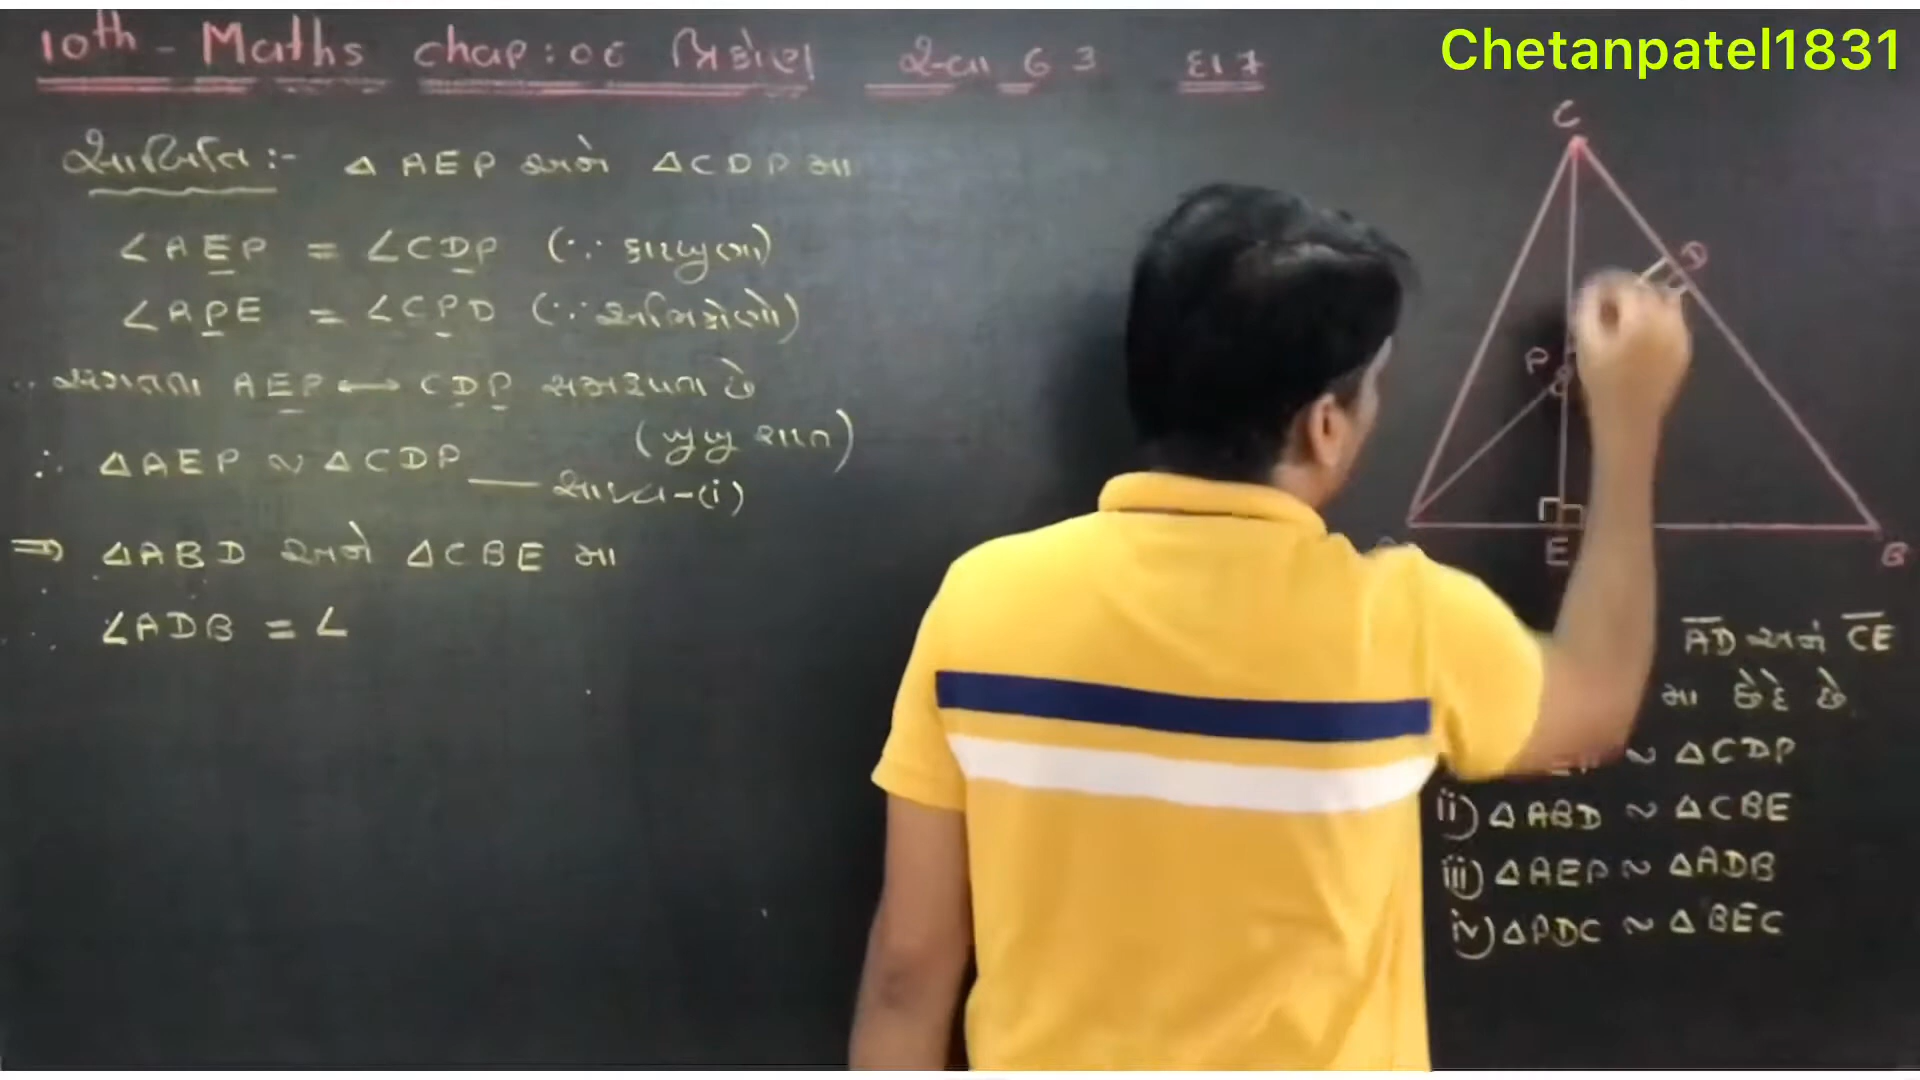 10th - Maths chap: 06 ત્રિકોણ સ્વા 6 3 દા 7
Chetanpatel1831
સાબિતિ :- △AEP અને △CDP મા
∠AEP = ∠CDP (∵ કાટખુણા)
∠APE = ∠CPD (∵ અભિકોણો)
∴ સંગતતા AEP ↔ CDP સમરૂપતા છે
∴ △AEP ~ △CDP (ખુખુ શરત)
સાધ્ય-(i)
⇒ △ABD અને △CBE મા
∠ADB = ∠
C
D
P
E
B
AD અને CE
મા છેદે છે
~ △CDP
ii) △ABD ~ △CBE
iii) △AEP ~ △ADB
iv) △PDC ~ △BEC